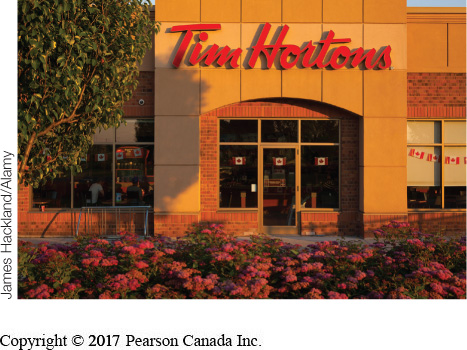 Tim Hortons
James Hackland/Alamy
Copyright © 2017 Pearson Canada Inc.